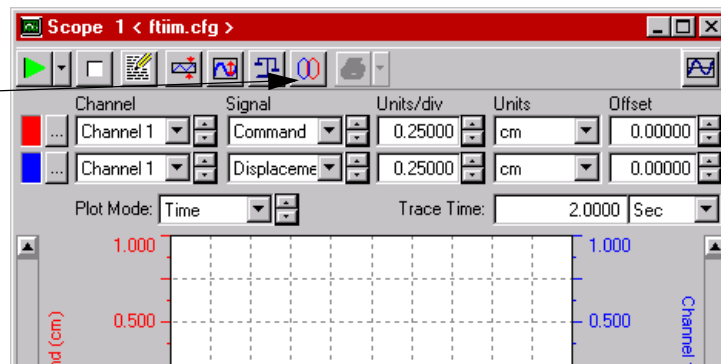 Scope 1 < ftiim.cfg >
Channel Signal Units/div Units Offset
... Channel 1 Command 0.25000 cm 0.00000
... Channel 1 Displaceme 0.25000 cm 0.00000
Plot Mode: Time Trace Time: 2.0000 Sec
1.000 1.000
0.500 0.500
(cm)
Channel